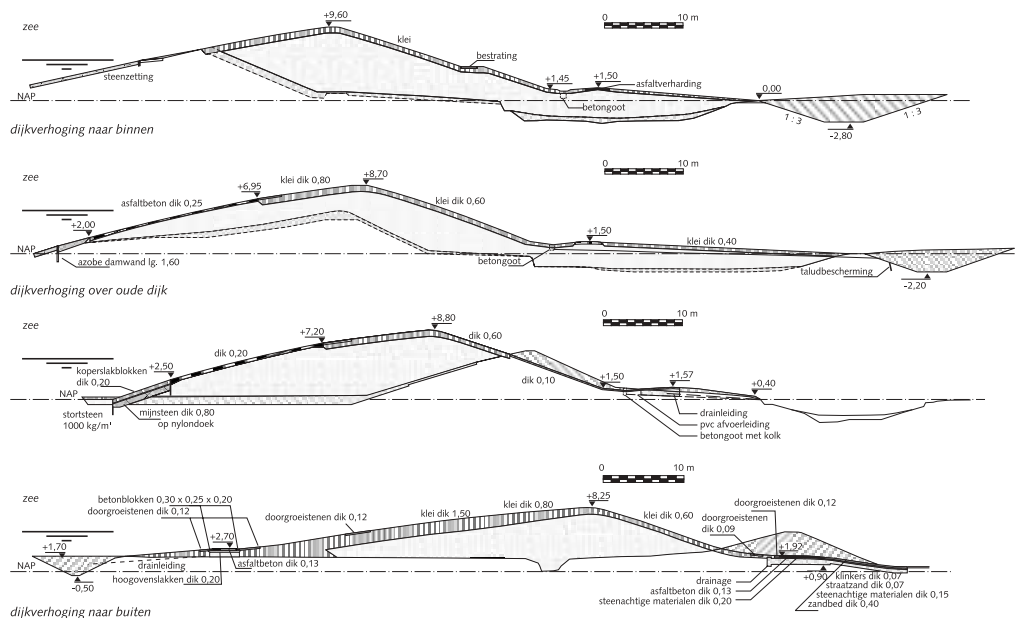 zee
+9,60
0 10 m
klei
bestrating
steenzetting
+1,45
+1,50
asfaltverharding
betongoot
0,00
NAP
1 : 3
1 : 3
-2,80
dijkverhoging naar binnen
zee
0 10 m
+8,70
klei dik 0,80
+6,95
asfaltbeton dik 0,25
klei dik 0,60
+2,00
+1,50
klei dik 0,40
NAP
azobe damwand lg. 1,60
betongoot
taludbescherming
-2,20
dijkverhoging over oude dijk
zee
0 10 m
+8,80
+7,20
dik 0,60
dik 0,20
koperslakblokken
dik 0,20
+2,50
dik 0,10
+1,50
+1,57
+0,40
NAP
stortsteen
1000 kg/m'
mijnsteen dik 0,80
op nylondoek
drainleiding
pvc afvoerleiding
betongoot met kolk
zee
0 10 m
+8,25
betonblokken 0,30 x 0,25 x 0,20
doorgroeistenen dik 0,12
doorgroeistenen dik 0,12
klei dik 1,50
klei dik 0,80
klei dik 0,60
doorgroeistenen dik 0,12
doorgroeistenen
dik 0,09
+2,70
+1,70
+1,92
drainleiding
asfaltbeton dik 0,13
NAP
hoogovenslakken dik 0,20
-0,50
drainage
asfaltbeton dik 0,13
steenachtige materialen dik 0,20
+0,90
klinkers dik 0,07
straatzand dik 0,07
steenachtige materialen dik 0,15
zandbed dik 0,40
dijkverhoging naar buiten